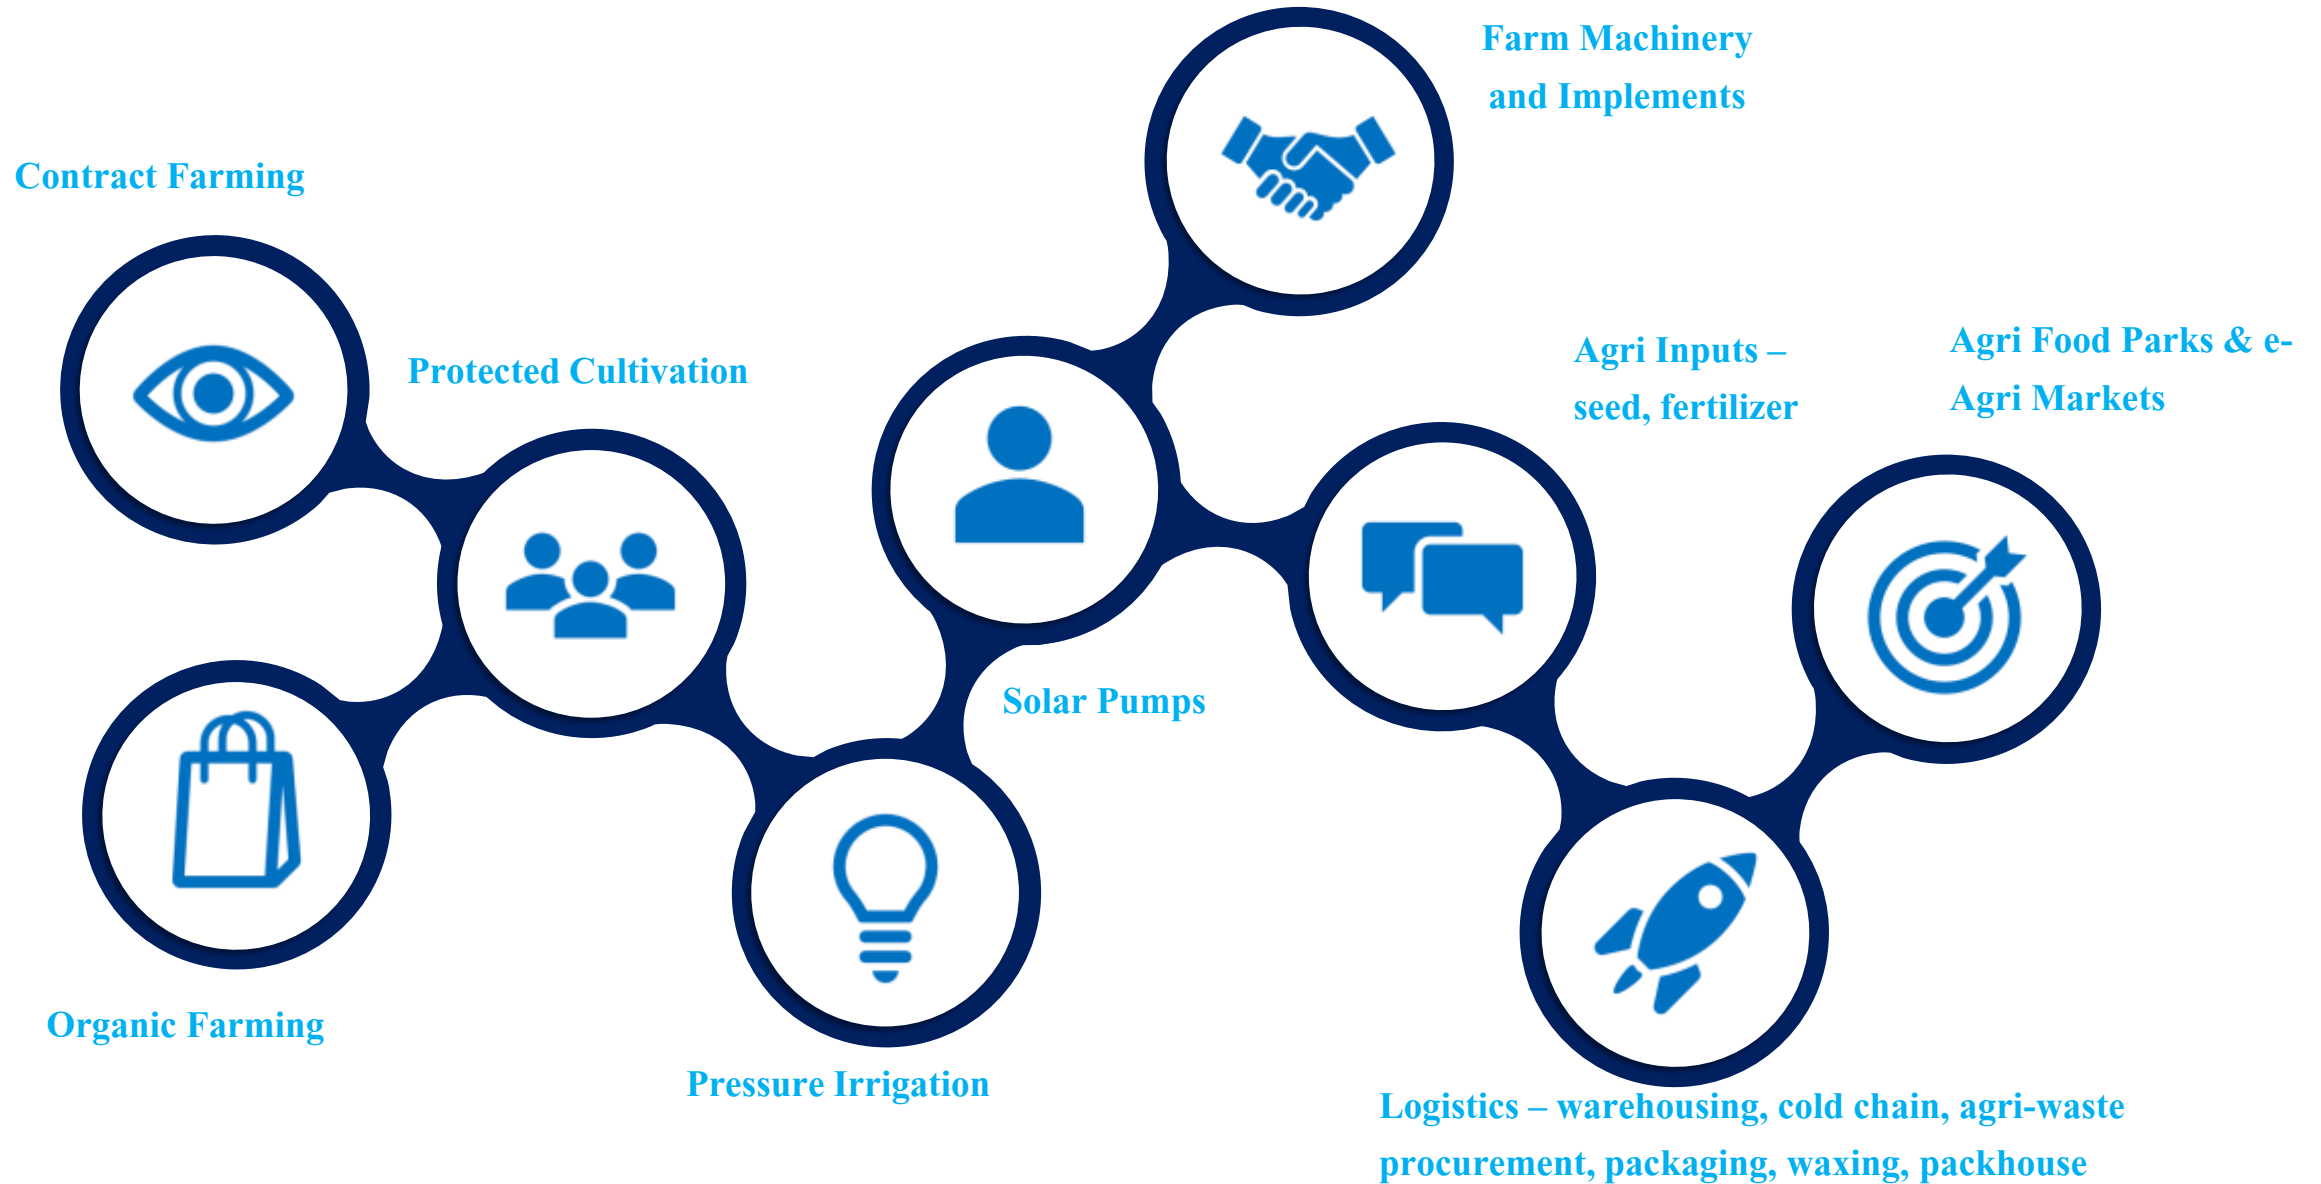 Farm Machinery
and Implements
Contract Farming
Protected Cultivation
Agri Inputs –
seed, fertilizer
Agri Food Parks & e-
Agri Markets
Solar Pumps
Organic Farming
Pressure Irrigation
Logistics – warehousing, cold chain, agri-waste
procurement, packaging, waxing, packhouse